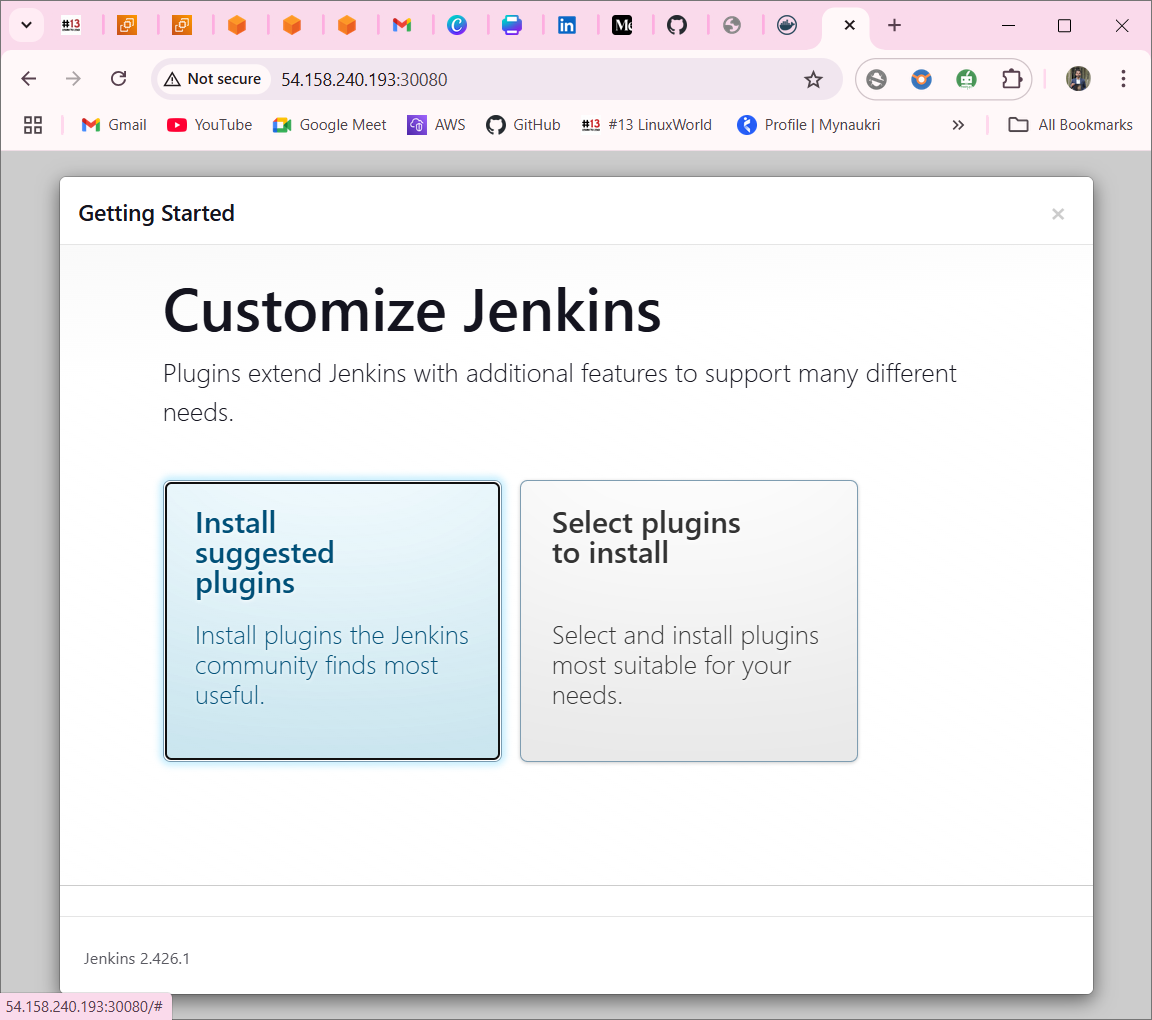 #13
Not secure
54.158.240.193:30080
Gmail
YouTube
Google Meet
AWS
GitHub
#13
#13 LinuxWorld
Profile | Mynaukri
All Bookmarks
Getting Started
Customize Jenkins
Plugins extend Jenkins with additional features to support many different
needs.
Install
suggested
plugins
Install plugins the Jenkins
community finds most
useful.
Select plugins
to install
Select and install plugins
most suitable for your
needs.
Jenkins 2.426.1
54.158.240.193:30080/#